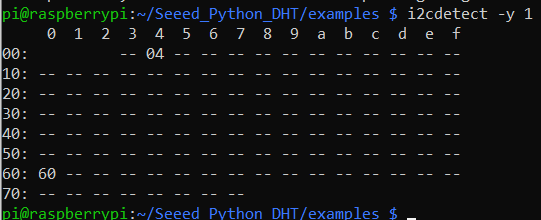 pi@raspberrypi:~/Seeed_Python_DHT/examples $ i2cdetect -y 1
     0  1  2  3  4  5  6  7  8  9  a  b  c  d  e  f
00:          -- 04 -- -- -- -- -- -- -- -- -- -- --
10: -- -- -- -- -- -- -- -- -- -- -- -- -- -- -- --
20: -- -- -- -- -- -- -- -- -- -- -- -- -- -- -- --
30: -- -- -- -- -- -- -- -- -- -- -- -- -- -- -- --
40: -- -- -- -- -- -- -- -- -- -- -- -- -- -- -- --
50: -- -- -- -- -- -- -- -- -- -- -- -- -- -- -- --
60: 60 -- -- -- -- -- -- -- -- -- -- -- -- -- -- --
70: -- -- -- -- -- -- -- --
pi@raspberrypi:~/Seeed_Python_DHT/examples $